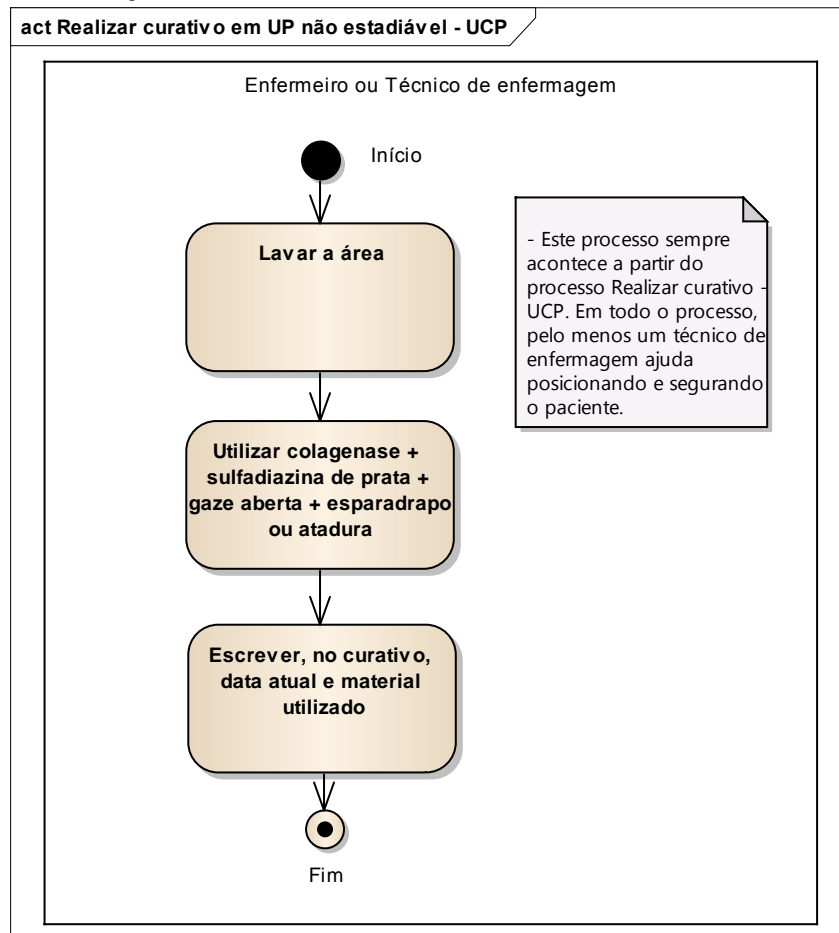 act Realizar curativo em UP não estadiável - UCP
Enfermeiro ou Técnico de enfermagem
Início
Lavar a área
- Este processo sempre
acontece a partir do
processo Realizar curativo -
UCP. Em todo o processo,
pelo menos um técnico de
enfermagem ajuda
posicionando e segurando
o paciente.
Utilizar colagenase +
sulfadiazina de prata +
gaze aberta + esparadrapo
ou atadura
Escrever, no curativo,
data atual e material
utilizado
Fim